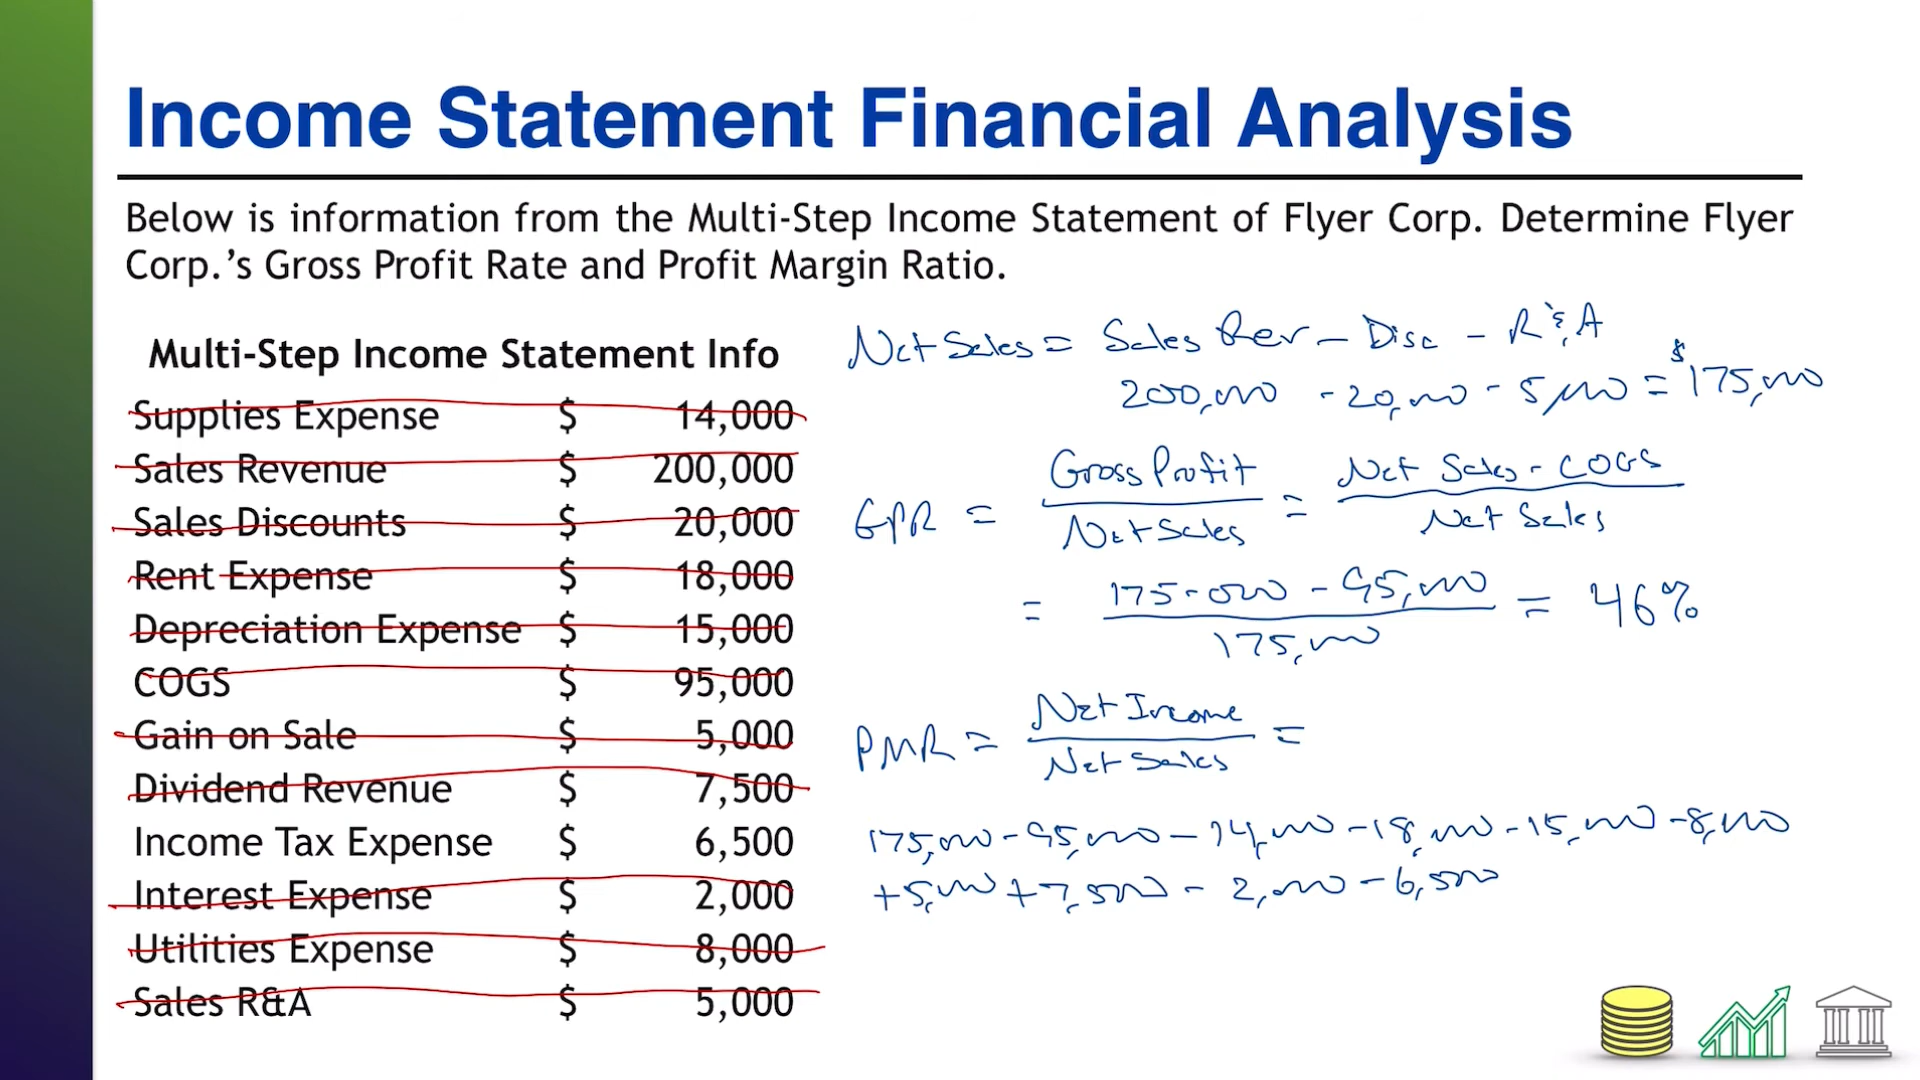 Income Statement Financial Analysis
Below is information from the Multi-Step Income Statement of Flyer Corp. Determine Flyer
Corp.’s Gross Profit Rate and Profit Margin Ratio.
Multi-Step Income Statement Info
Supplies Expense $ 14,000
Sales Revenue $ 200,000
Sales Discounts $ 20,000
Rent Expense $ 18,000
Depreciation Expense $ 15,000
COGS $ 95,000
Gain on Sale $ 5,000
Dividend Revenue $ 7,500
Income Tax Expense $ 6,500
Interest Expense $ 2,000
Utilities Expense $ 8,000
Sales R&A $ 5,000
Net Sales = Sales Rev - Disc - R & A
200,000 - 20,000 - 5,000 = $175,000
GPR = Gross Profit / Net Sales = Net Sales - COGS / Net Sales
= 175,000 - 95,000 / 175,000 = 46%
PMR = Net Income / Net Sales =
175,000 - 95,000 - 14,000 - 18,000 - 15,000 - 8,000
+ 5,000 + 7,500 - 2,000 - 6,500